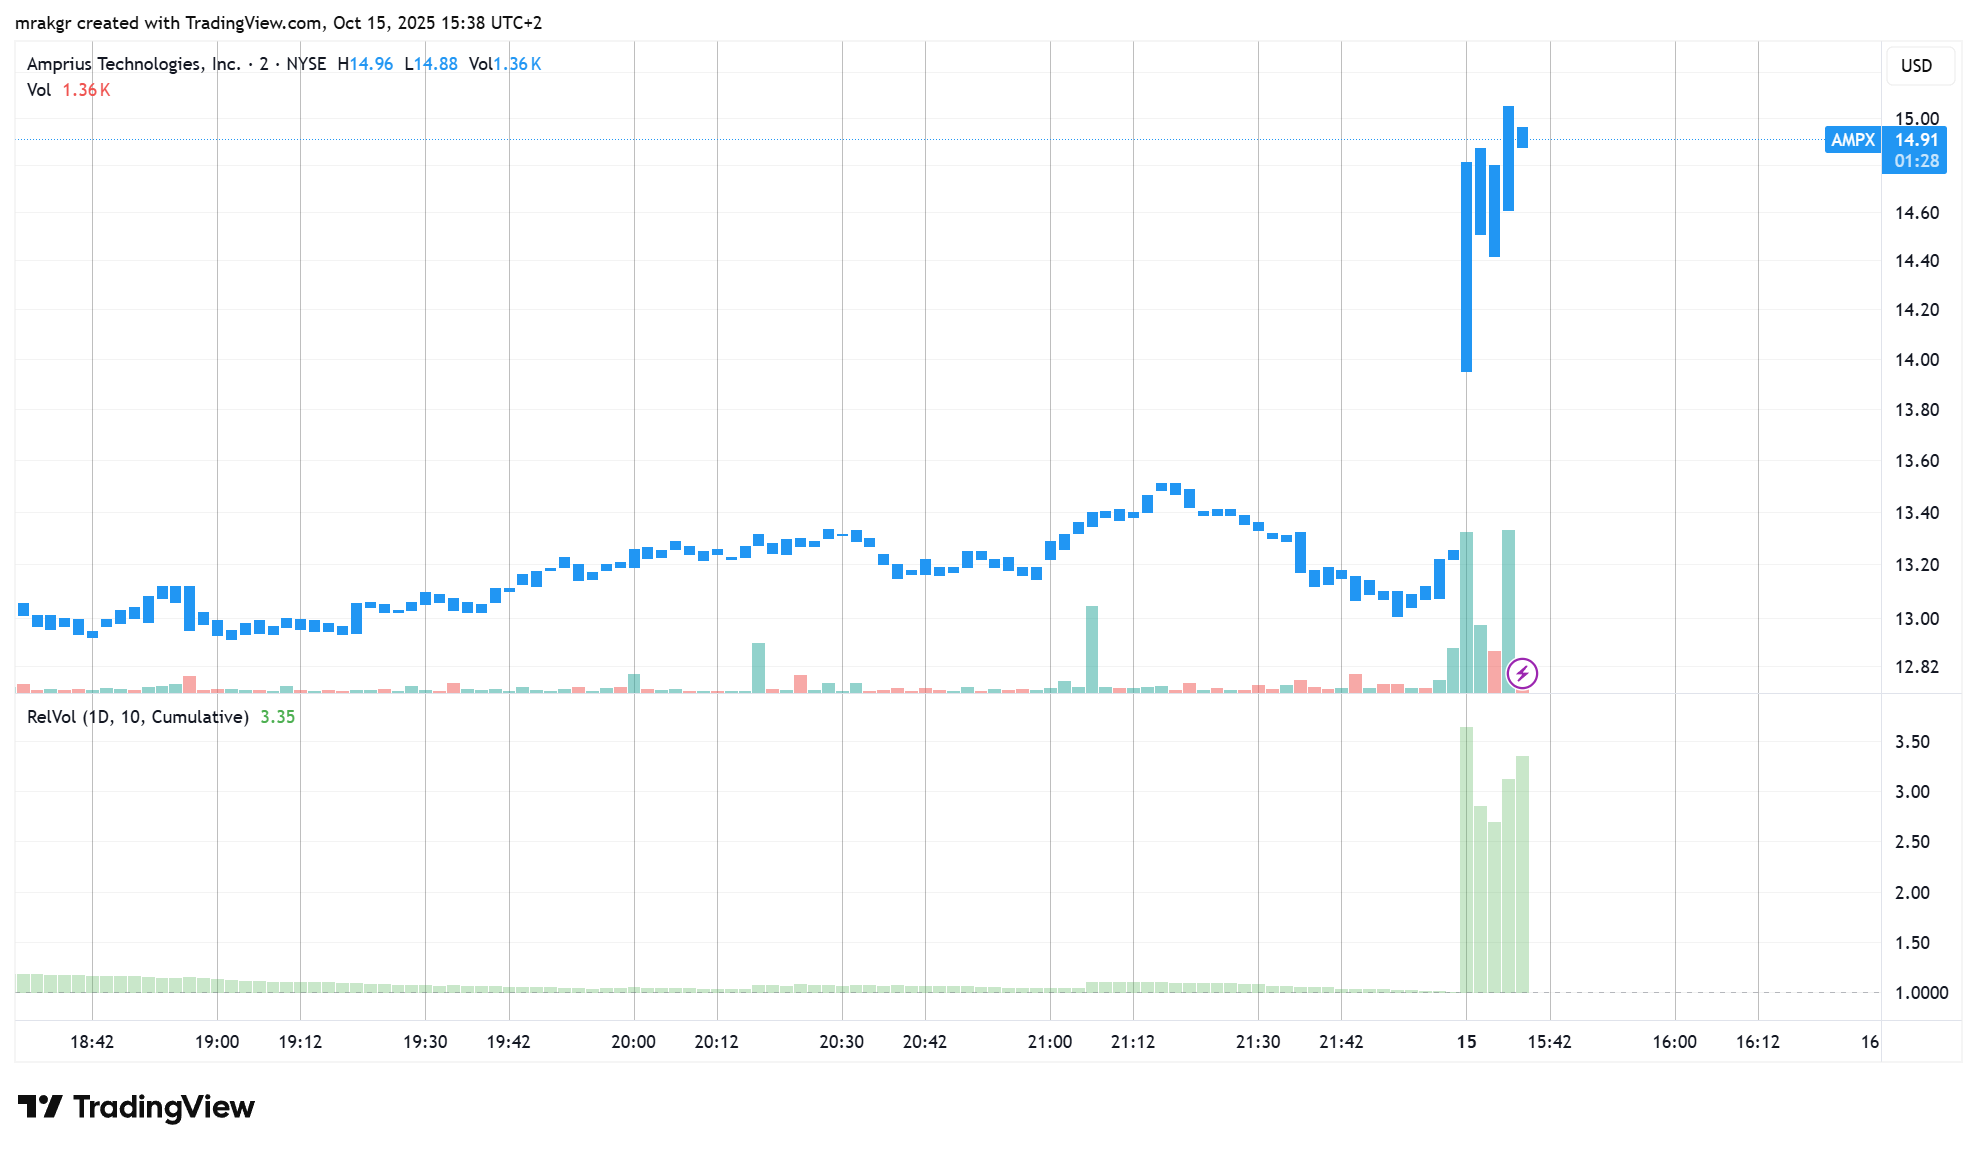 mrakgr created with TradingView.com, Oct 15, 2025 15:38 UTC+2
Amprius Technologies, Inc. · 2 · NYSE H14.96 L14.88 Vol1.36 K
Vol 1.36 K
USD
15.00
AMPX 14.91
01:28
14.60
14.40
14.20
14.00
13.80
13.60
13.40
13.20
13.00
12.82
RelVol (1D, 10, Cumulative) 3.35
3.50
3.00
2.50
2.00
1.50
1.0000
18:42 19:00 19:12 19:30 19:42 20:00 20:12 20:30 20:42 21:00 21:12 21:30 21:42 15 15:42 16:00 16:12 16
TradingView